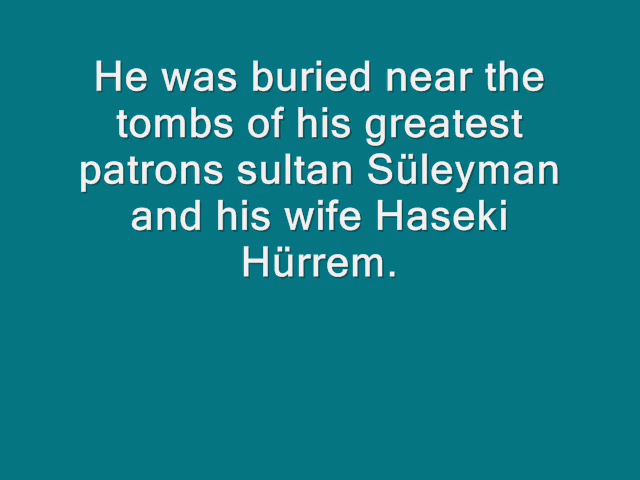 He was buried near the
tombs of his greatest
patrons sultan Süleyman
and his wife Haseki
Hürrem.